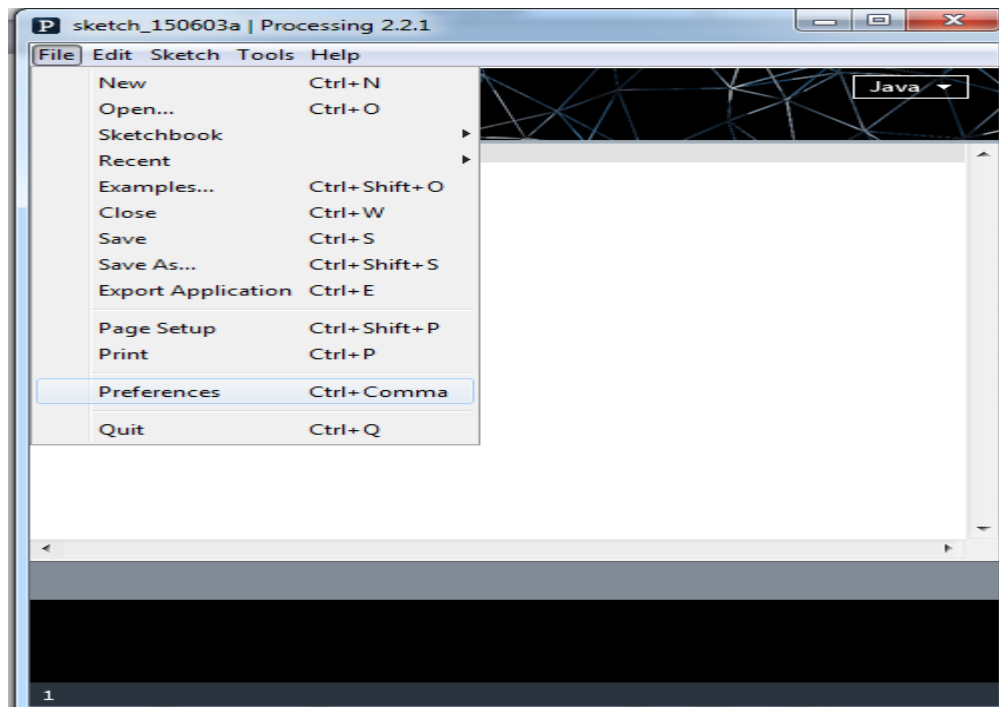 P sketch_150603a | Processing 2.2.1
File Edit Sketch Tools Help
New Ctrl+N
Java
Open... Ctrl+O
Sketchbook
Recent
Examples... Ctrl+Shift+O
Close Ctrl+W
Save Ctrl+S
Save As... Ctrl+Shift+S
Export Application Ctrl+E
Page Setup Ctrl+Shift+P
Print Ctrl+P
Preferences Ctrl+Comma
Quit Ctrl+Q
1